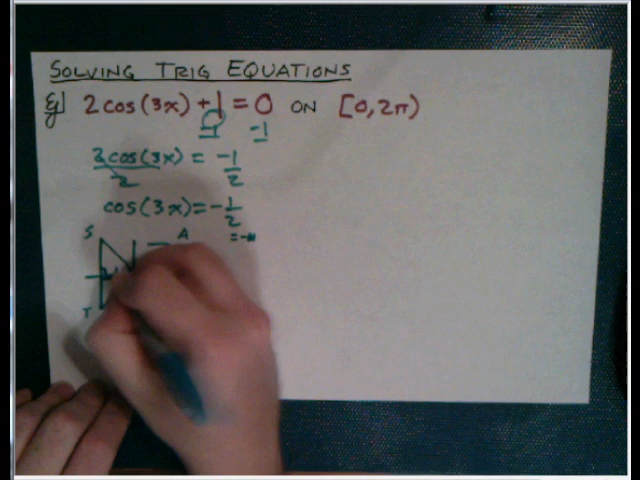 SOLVING TRIG EQUATIONS
Eg] 2cos(3x) + 1 = 0 ON [0, 2π)
-1 -1
2cos(3x) = -1
2 2
cos(3x) = -1/2
S A
T